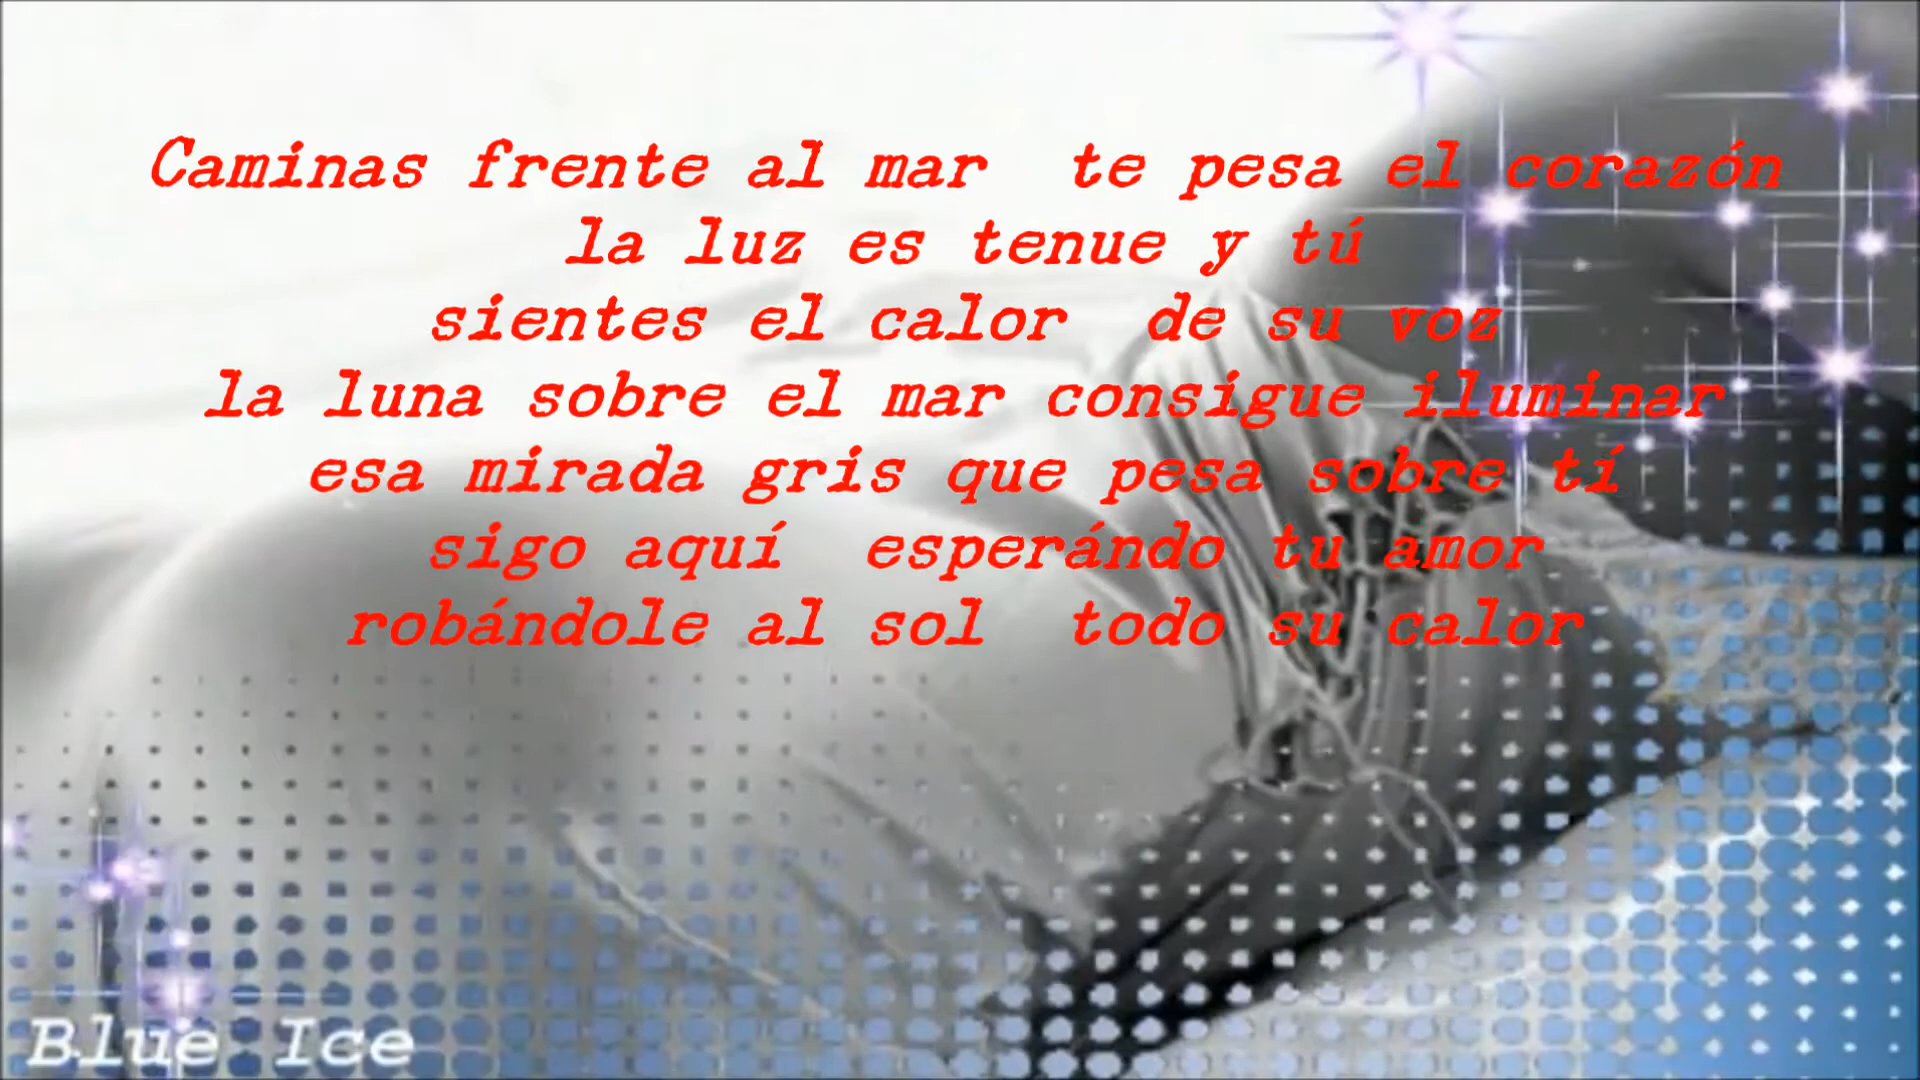 Caminas frente al mar  te pesa el corazón
la luz es tenue y tú
sientes el calor  de su voz
la luna sobre el mar consigue iluminar
esa mirada gris que pesa sobre tí
sigo aquí  esperándo tu amor
robándole al sol  todo su calor
Blue Ice